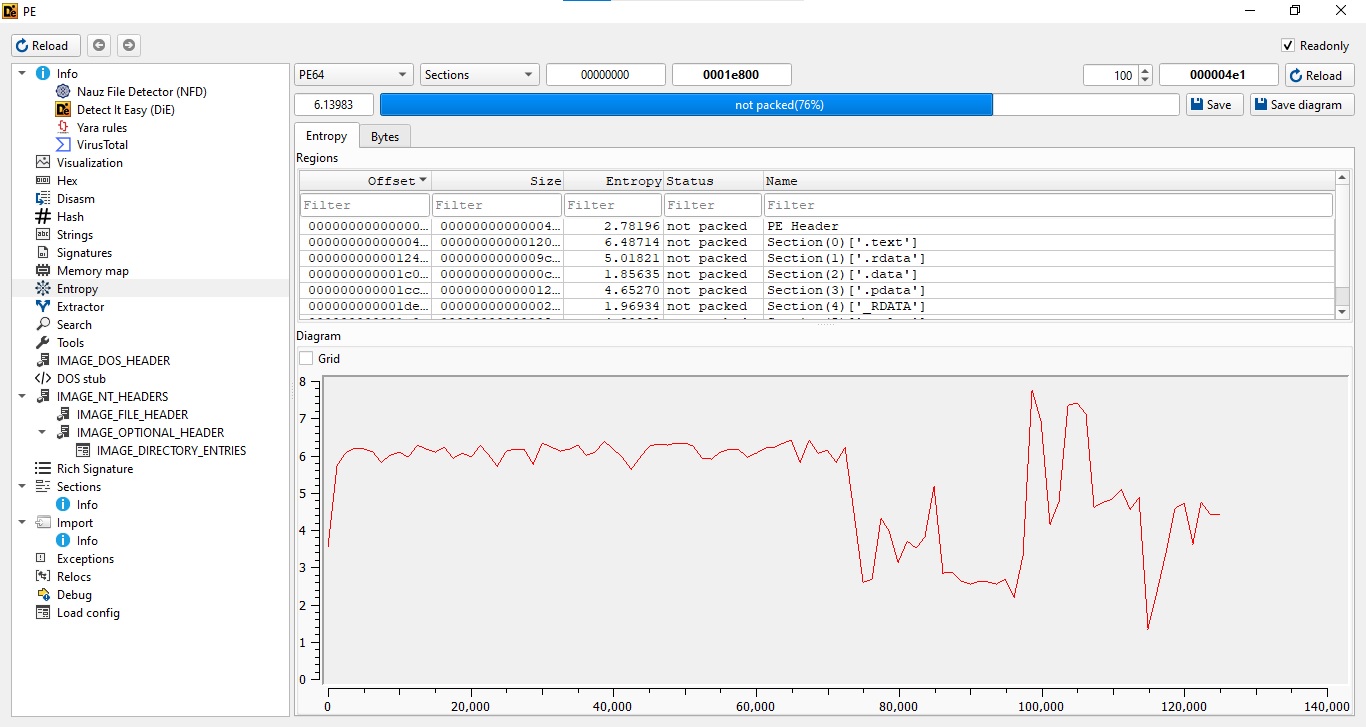 PE
Reload
Readonly
Info
Nauz File Detector (NFD)
Detect It Easy (DiE)
Yara rules
VirusTotal
Visualization
Hex
Disasm
Hash
Strings
Signatures
Memory map
Entropy
Extractor
Search
Tools
IMAGE_DOS_HEADER
DOS stub
IMAGE_NT_HEADERS
IMAGE_FILE_HEADER
IMAGE_OPTIONAL_HEADER
IMAGE_DIRECTORY_ENTRIES
Rich Signature
Sections
Info
Import
Info
Exceptions
Relocs
Debug
Load config
PE64 Sections 00000000 0001e800 100 000004e1 Reload
6.13983 not packed(76%) Save Save diagram
Entropy Bytes
Regions
Offset Size Entropy Status Name
Filter Filter Filter Filter Filter
00000000000000... 00000000000004... 2.78196 not packed PE Header
00000000000004... 00000000000120... 6.48714 not packed Section(0)['.text']
00000000000124... 0000000000009c... 5.01821 not packed Section(1)['.rdata']
000000000001c0... 0000000000000c... 1.85635 not packed Section(2)['.data']
000000000001cc... 00000000000012... 4.65270 not packed Section(3)['.pdata']
000000000001de... 00000000000002... 1.96934 not packed Section(4)['_RDATA']
Diagram
Grid
8
7
6
5
4
3
2
1
0
0 20,000 40,000 60,000 80,000 100,000 120,000 140,000